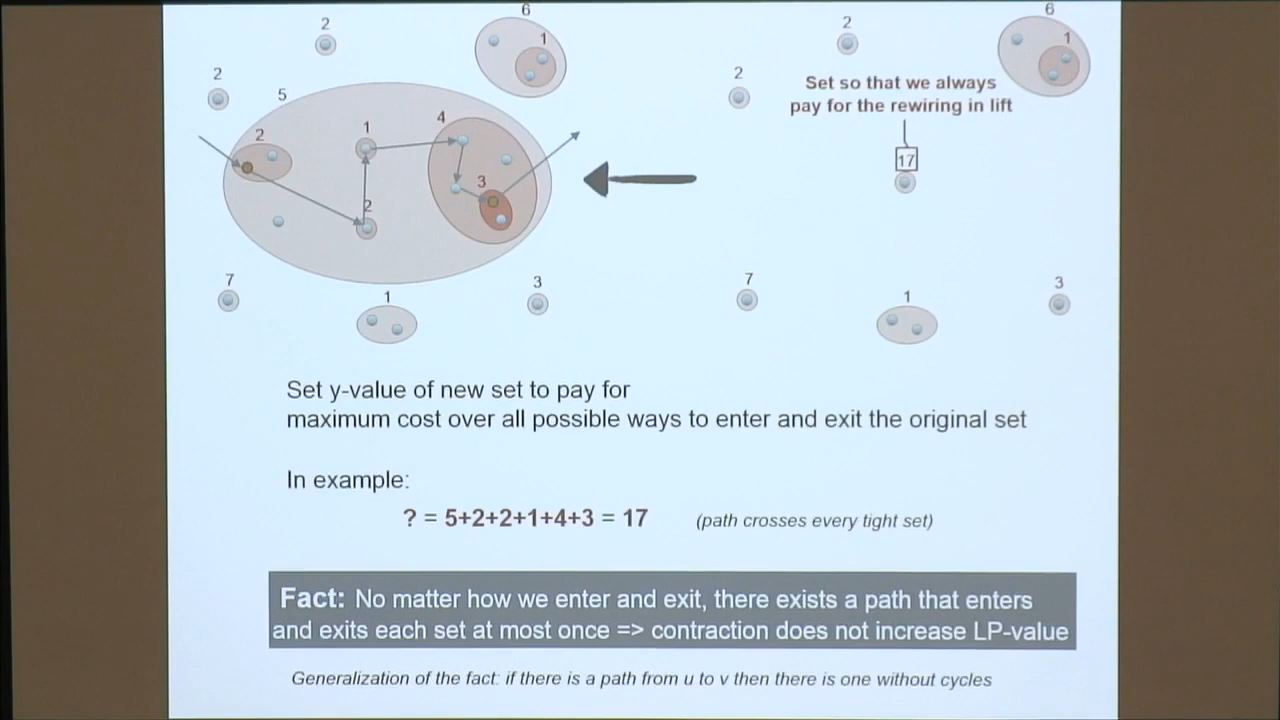 2
6
1
2
5
2
1
4
3
2
7
1
3
2
6
1
2
Set so that we always
pay for the rewiring in lift
17
7
1
3
Set y-value of new set to pay for
maximum cost over all possible ways to enter and exit the original set
In example:
? = 5+2+2+1+4+3 = 17 (path crosses every tight set)
Fact: No matter how we enter and exit, there exists a path that enters
and exits each set at most once => contraction does not increase LP-value
Generalization of the fact: if there is a path from u to v then there is one without cycles